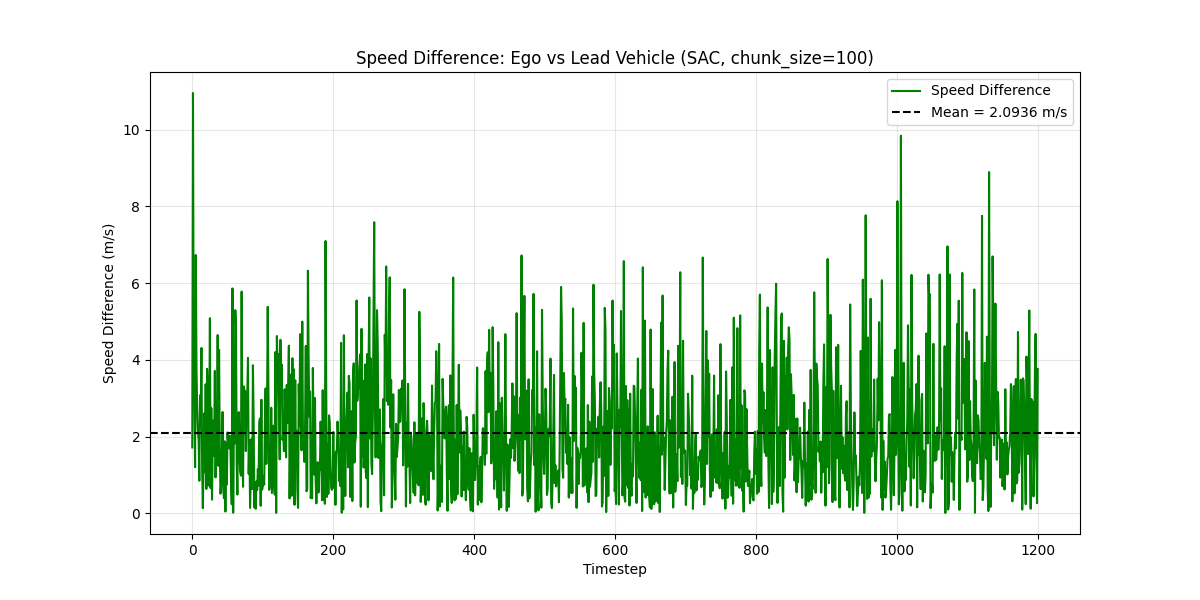 Speed Difference: Ego vs Lead Vehicle (SAC, chunk_size=100)
Speed Difference
Mean = 2.0936 m/s
Speed Difference (m/s)
10
8
6
4
2
0
0 200 400 600 800 1000 1200
Timestep